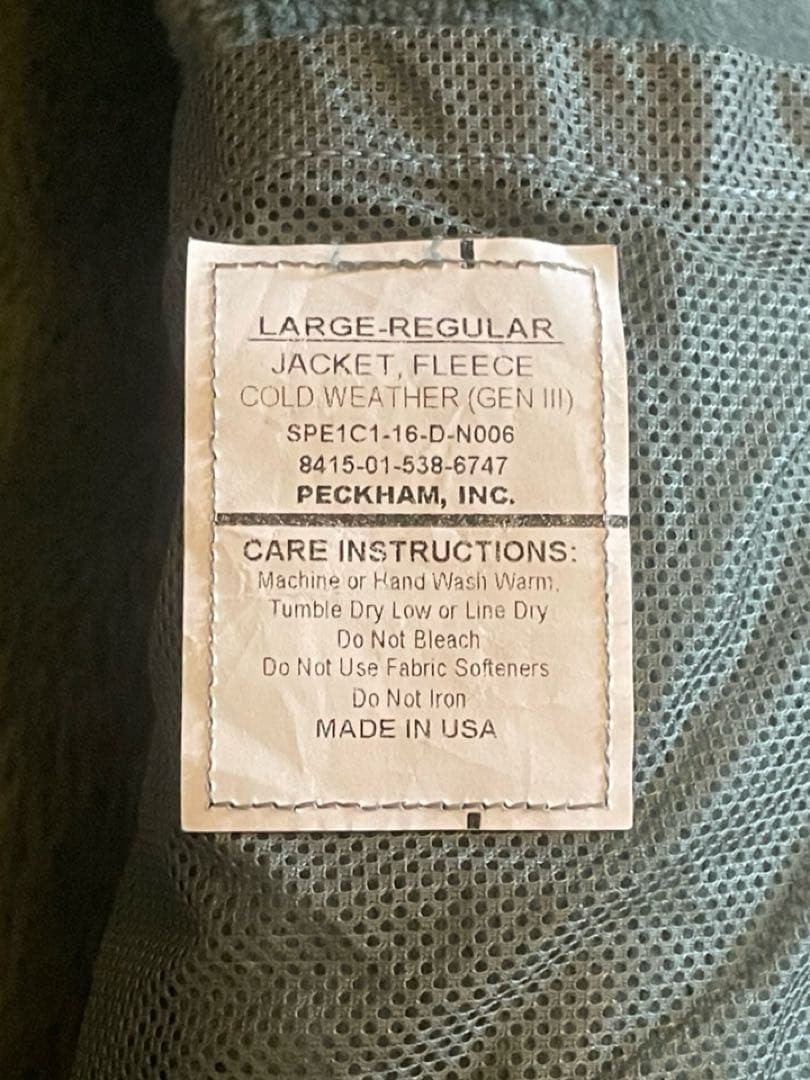 LARGE-REGULAR
JACKET, FLEECE
COLD WEATHER (GEN III)
SPE1C1-16-D-N006
8415-01-538-6747
PECKHAM, INC.
CARE INSTRUCTIONS:
Machine or Hand Wash Warm,
Tumble Dry Low or Line Dry
Do Not Bleach
Do Not Use Fabric Softeners
Do Not Iron
MADE IN USA